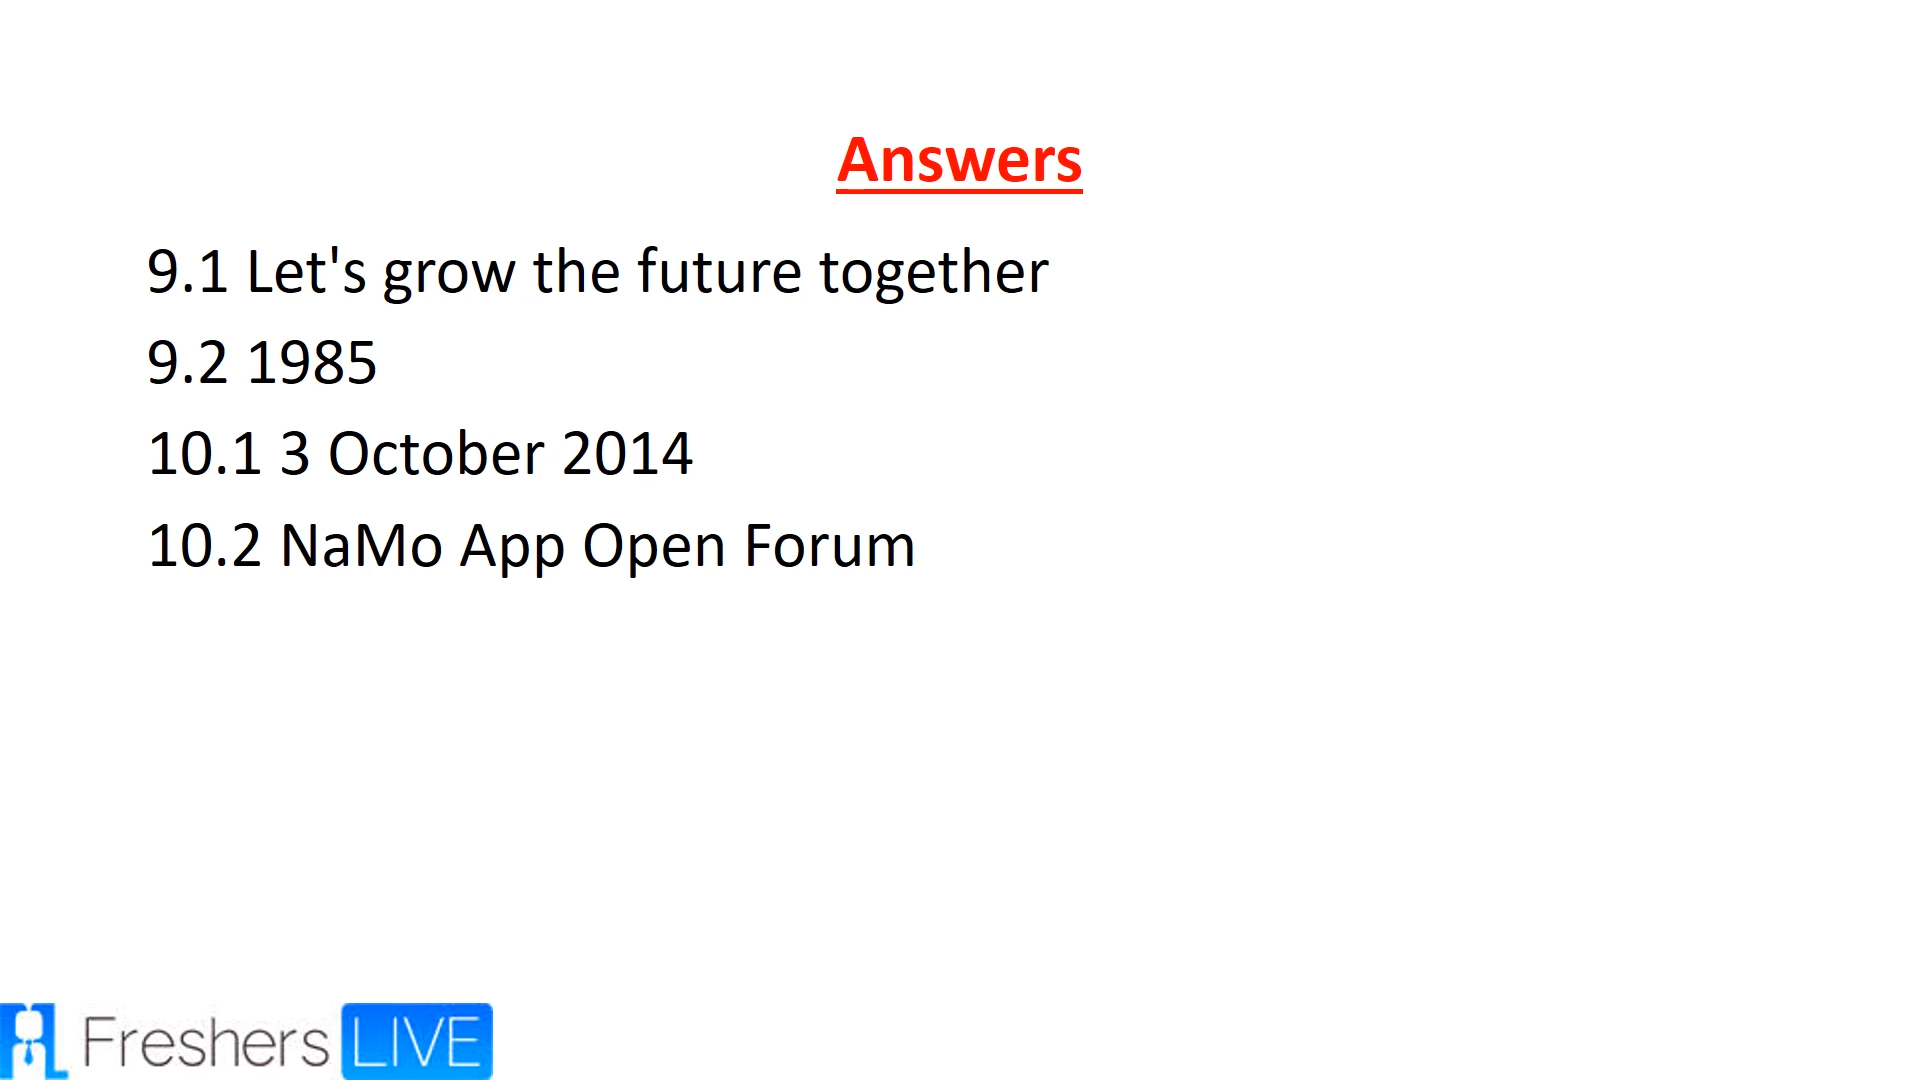 Answers
9.1 Let's grow the future together
9.2 1985
10.1 3 October 2014
10.2 NaMo App Open Forum
Freshers LIVE